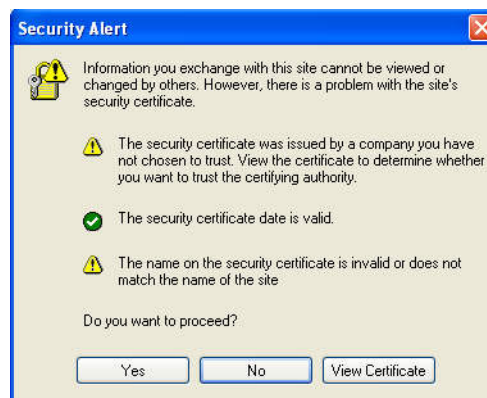 Security Alert
Information you exchange with this site cannot be viewed or
changed by others. However, there is a problem with the site's
security certificate.
The security certificate was issued by a company you have
not chosen to trust. View the certificate to determine whether
you want to trust the certifying authority.
The security certificate date is valid.
The name on the security certificate is invalid or does not
match the name of the site
Do you want to proceed?
Yes No View Certificate